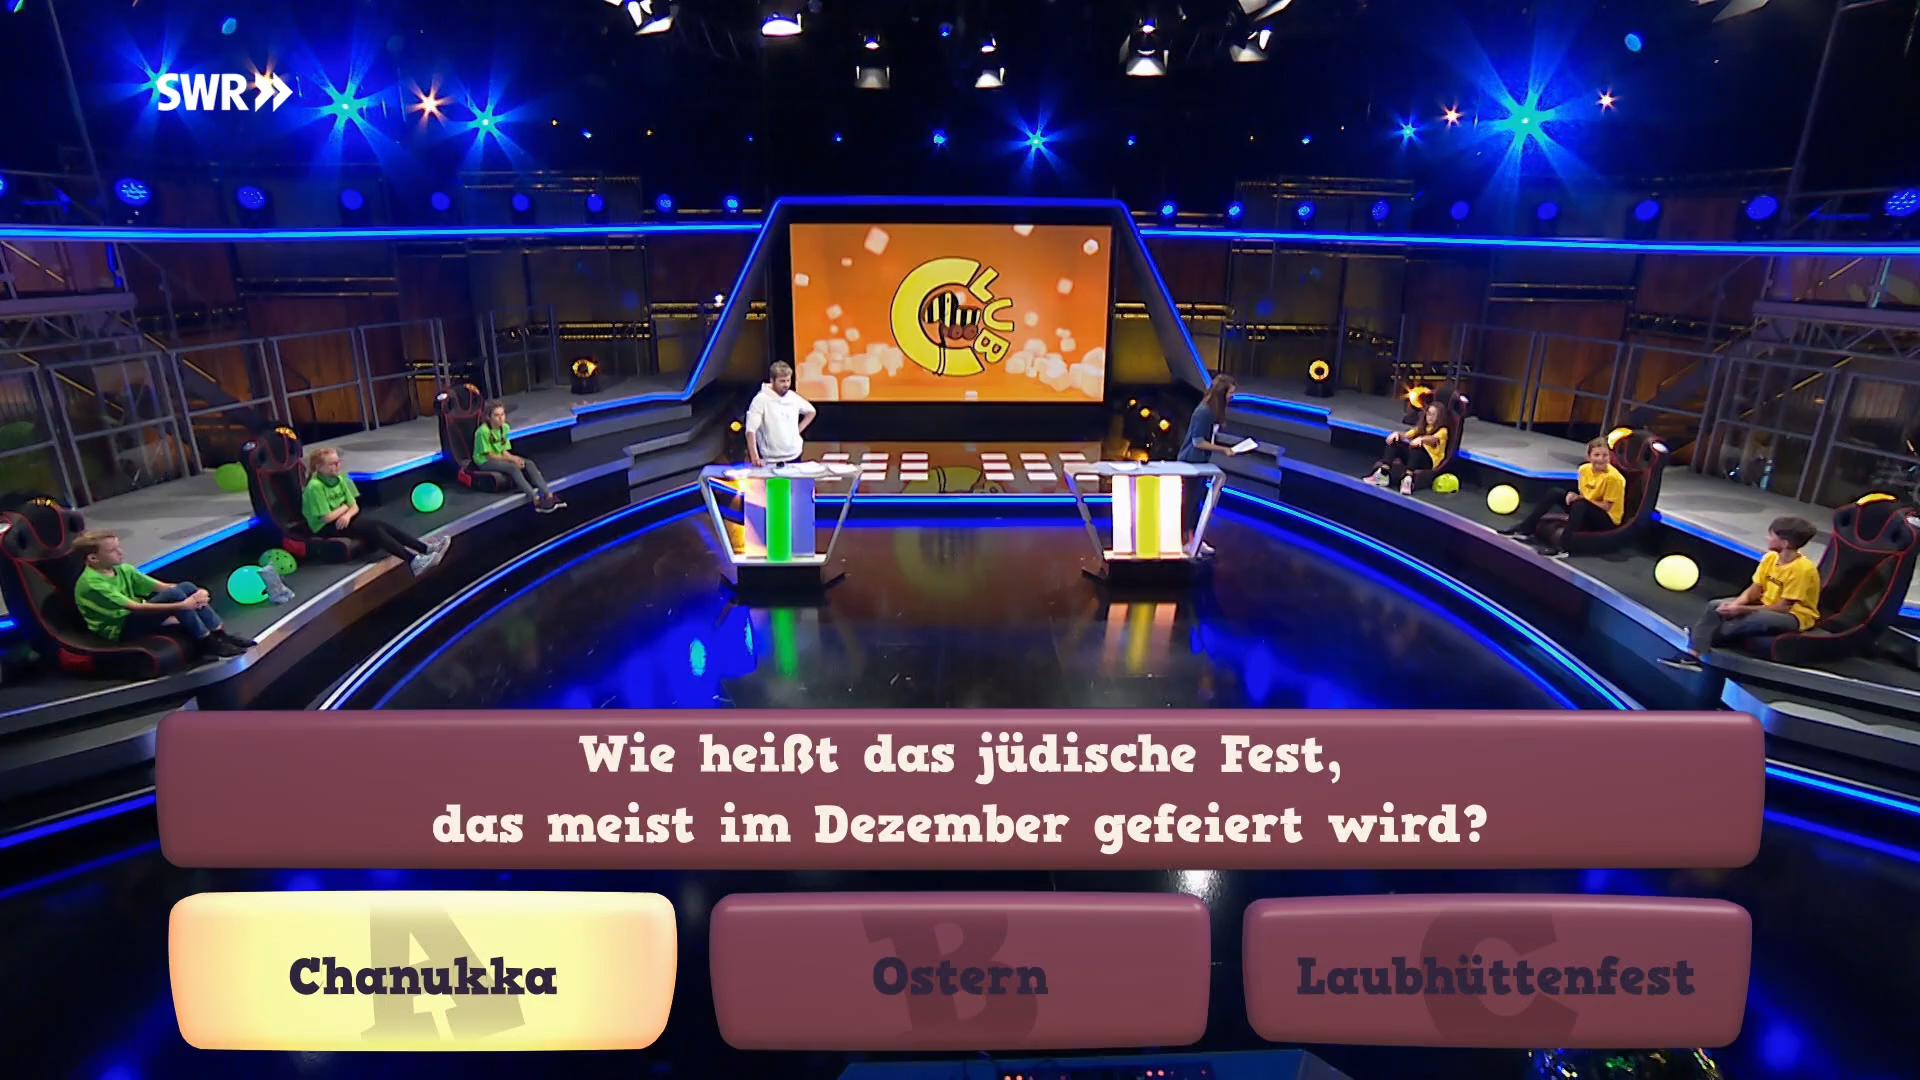 SWR
CLUB
Wie heißt das jüdische Fest,
das meist im Dezember gefeiert wird?
A
Chanukka
B
Ostern
C
Laubhüttenfest